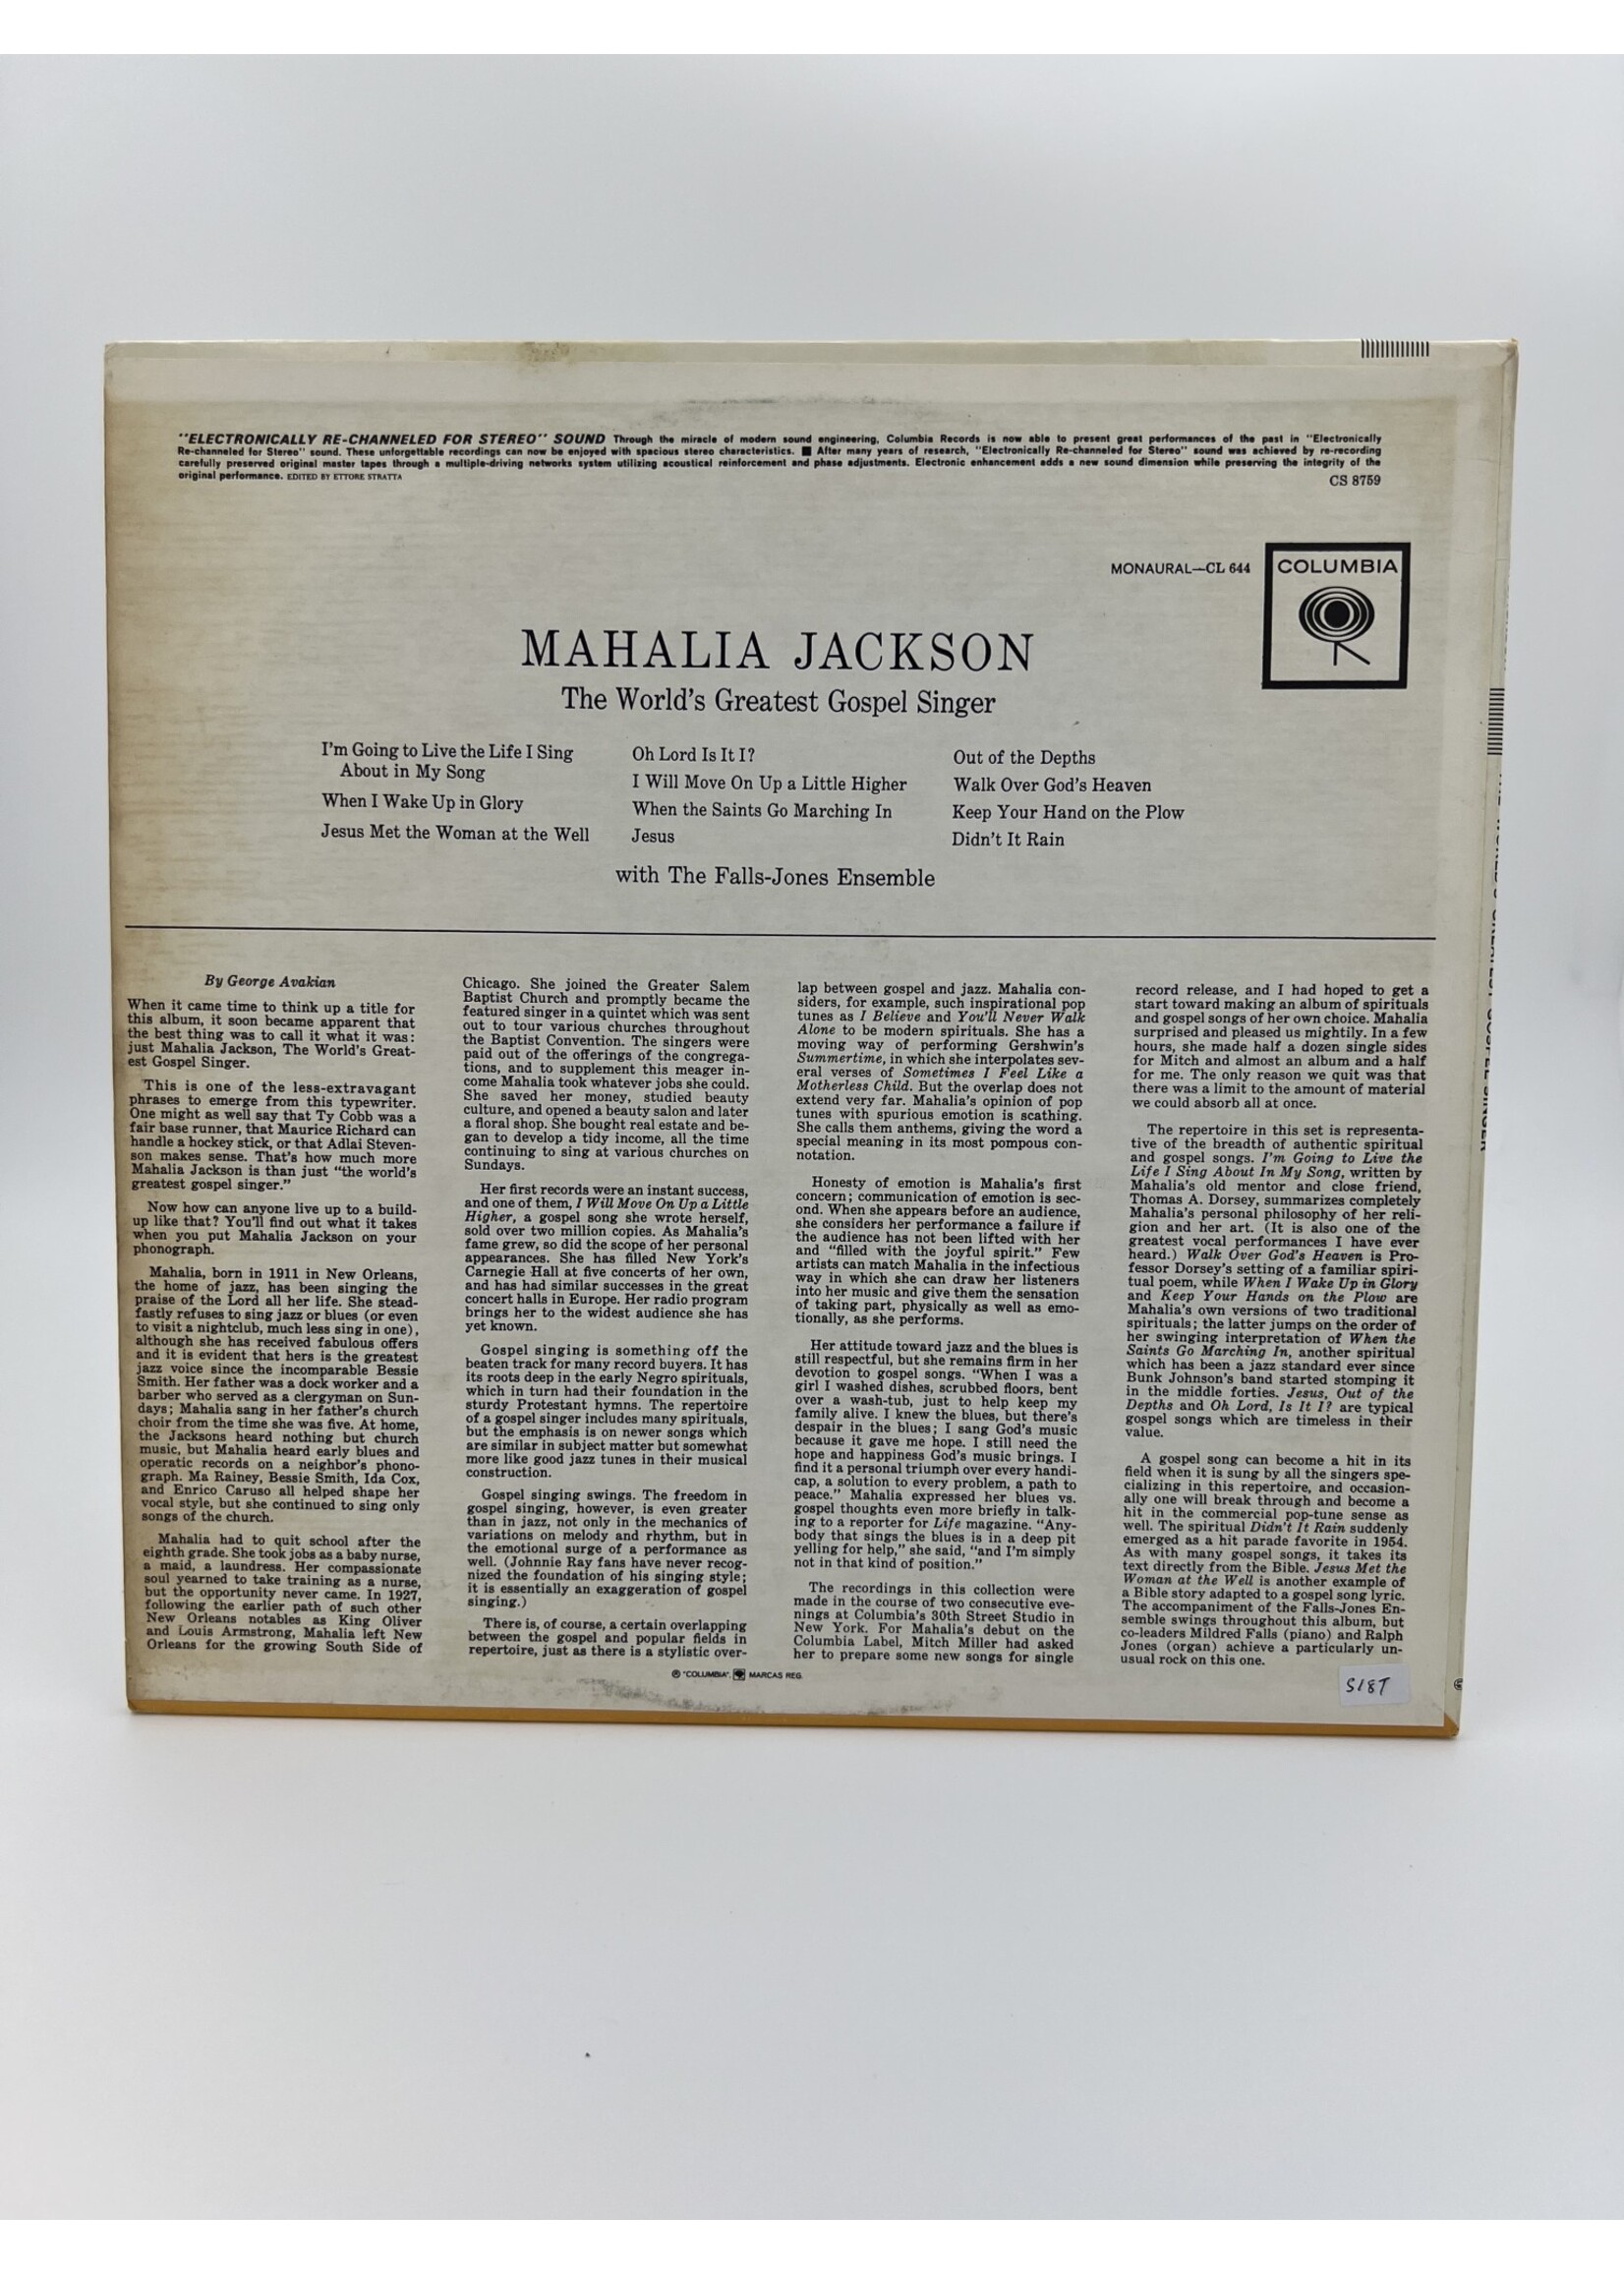 "ELECTRONICALLY RE-CHANNELED FOR STEREO" SOUND Through the miracle of modern sound engineering, Columbia Records is now able to present great performances of the past in "Electronically
Re-channeled for Stereo" sound. These unforgettable recordings can now be enjoyed with spacious stereo characteristics. ■ After many years of research, "Electronically Re-channeled for Stereo" sound was achieved by re-recording
carefully preserved original master tapes through a multiple-driving networks system utilizing acoustical reinforcement and phase adjustments. Electronic enhancement adds a new sound dimension while preserving the integrity of the
original performance. EDITED BY ETTORE STRATTA
CS 8759
MONAURAL—CL 644
COLUMBIA
MAHALIA JACKSON
The World's Greatest Gospel Singer
I'm Going to Live the Life I Sing
About in My Song
When I Wake Up in Glory
Jesus Met the Woman at the Well
Oh Lord Is It I?
I Will Move On Up a Little Higher
When the Saints Go Marching In
Jesus
Out of the Depths
Walk Over God's Heaven
Keep Your Hand on the Plow
Didn't It Rain
with The Falls-Jones Ensemble
By George Avakian
When it came time to think up a title for
this album, it soon became apparent that
the best thing was to call it what it was:
just Mahalia Jackson, The World's Great-
est Gospel Singer.
This is one of the less-extravagant
phrases to emerge from this typewriter.
One might as well say that Ty Cobb was a
fair base runner, that Maurice Richard can
handle a hockey stick, or that Adlai Steven-
son makes sense. That's how much more
Mahalia Jackson is than just "the world's
greatest gospel singer."
Now how can anyone live up to a build-
up like that? You'll find out what it takes
when you put Mahalia Jackson on your
phonograph.
Mahalia, born in 1911 in New Orleans,
the home of jazz, has been singing the
praise of the Lord all her life. She stead-
fastly refuses to sing jazz or blues (or even
to visit a nightclub, much less sing in one),
although she has received fabulous offers
and it is evident that hers is the greatest
jazz voice since the incomparable Bessie
Smith. Her father was a dock worker and a
barber who served as a clergyman on Sun-
days; Mahalia sang in her father's church
choir from the time she was five. At home,
the Jacksons heard nothing but church
music, but Mahalia heard early blues and
operatic records on a neighbor's phono-
graph. Ma Rainey, Bessie Smith, Ida Cox,
and Enrico Caruso all helped shape her
vocal style, but she continued to sing only
songs of the church.
Mahalia had to quit school after the
eighth grade. She took jobs as a baby nurse,
a maid, a laundress. Her compassionate
soul yearned to take training as a nurse,
but the opportunity never came. In 1927,
following the earlier path of such other
New Orleans notables as King Oliver
and Louis Armstrong, Mahalia left New
Orleans for the growing South Side of
Chicago. She joined the Greater Salem
Baptist Church and promptly became the
featured singer in a quintet which was sent
out to tour various churches throughout
the Baptist Convention. The singers were
paid out of the offerings of the congrega-
tions, and to supplement this meager in-
come Mahalia took whatever jobs she could.
She saved her money, studied beauty
culture, and opened a beauty salon and later
a floral shop. She bought real estate and be-
gan to develop a tidy income, all the time
continuing to sing at various churches on
Sundays.
Her first records were an instant success,
and one of them, I Will Move On Up a Little
Higher, a gospel song she wrote herself,
sold over two million copies. As Mahalia's
fame grew, so did the scope of her personal
appearances. She has filled New York's
Carnegie Hall at five concerts of her own,
and has had similar successes in the great
concert halls in Europe. Her radio program
brings her to the widest audience she has
yet known.
Gospel singing is something off the
beaten track for many record buyers. It has
its roots deep in the early Negro spirituals,
which in turn had their foundation in the
sturdy Protestant hymns. The repertoire
of a gospel singer includes many spirituals,
but the emphasis is on newer songs which
are similar in subject matter but somewhat
more like good jazz tunes in their musical
construction.
Gospel singing swings. The freedom in
gospel singing, however, is even greater
than in jazz, not only in the mechanics of
variations on melody and rhythm, but in
the emotional surge of a performance as
well. (Johnnie Ray fans have never recog-
nized the foundation of his singing style;
it is essentially an exaggeration of gospel
singing.)
There is, of course, a certain overlapping
between the gospel and popular fields in
repertoire, just as there is a stylistic over-
lap between gospel and jazz. Mahalia con-
siders, for example, such inspirational pop
tunes as I Believe and You'll Never Walk
Alone to be modern spirituals. She has a
moving way of performing Gershwin's
Summertime, in which she interpolates sev-
eral verses of Sometimes I Feel Like a
Motherless Child. But the overlap does not
extend very far. Mahalia's opinion of pop
tunes with spurious emotion is scathing.
She calls them anthems, giving the word a
special meaning in its most pompous con-
notation.
Honesty of emotion is Mahalia's first
concern; communication of emotion is sec-
ond. When she appears before an audience,
she considers her performance a failure if
the audience has not been lifted with her
and "filled with the joyful spirit." Few
artists can match Mahalia in the infectious
way in which she can draw her listeners
into her music and give them the sensation
of taking part, physically as well as emo-
tionally, as she performs.
Her attitude toward jazz and the blues is
still respectful, but she remains firm in her
devotion to gospel songs. "When I was a
girl I washed dishes, scrubbed floors, bent
over a wash-tub, just to help keep my
family alive. I knew the blues, but there's
despair in the blues; I sang God's music
because it gave me hope. I still need the
hope and happiness God's music brings. I
find it a personal triumph over every handi-
cap, a solution to every problem, a path to
peace." Mahalia expressed her blues vs.
gospel thoughts even more briefly in talk-
ing to a reporter for Life magazine. "Any-
body that sings the blues is in a deep pit
yelling for help," she said, "and I'm simply
not in that kind of position."
The recordings in this collection were
made in the course of two consecutive eve-
nings at Columbia's 30th Street Studio in
New York. For Mahalia's debut on the
Columbia Label, Mitch Miller had asked
her to prepare some new songs for single
record release, and I had hoped to get a
start toward making an album of spirituals
and gospel songs of her own choice. Mahalia
surprised and pleased us mightily. In a few
hours, she made half a dozen single sides
for Mitch and almost an album and a half
for me. The only reason we quit was that
there was a limit to the amount of material
we could absorb all at once.
The repertoire in this set is representa-
tive of the breadth of authentic spiritual
and gospel songs. I'm Going to Live the
Life I Sing About In My Song, written by
Mahalia's old mentor and close friend,
Thomas A. Dorsey, summarizes completely
Mahalia's personal philosophy of her reli-
gion and her art. (It is also one of the
greatest vocal performances I have ever
heard.) Walk Over God's Heaven is Pro-
fessor Dorsey's setting of a familiar spiri-
tual poem, while When I Wake Up in Glory
and Keep Your Hands on the Plow are
Mahalia's own versions of two traditional
spirituals; the latter jumps on the order of
her swinging interpretation of When the
Saints Go Marching In, another spiritual
which has been a jazz standard ever since
Bunk Johnson's band started stomping it
in the middle forties. Jesus, Out of the
Depths and Oh Lord, Is It I? are typical
gospel songs which are timeless in their
value.
A gospel song can become a hit in its
field when it is sung by all the singers spe-
cializing in this repertoire, and occasion-
ally one will break through and become a
hit in the commercial pop-tune sense as
well. The spiritual Didn't It Rain suddenly
emerged as a hit parade favorite in 1954.
As with many gospel songs, it takes its
text directly from the Bible. Jesus Met the
Woman at the Well is another example of
a Bible story adapted to a gospel song lyric.
The accompaniment of the Falls-Jones En-
semble swings throughout this album, but
co-leaders Mildred Falls (piano) and Ralph
Jones (organ) achieve a particularly un-
usual rock on this one.
® "COLUMBIA", MARCAS REG.
S18T